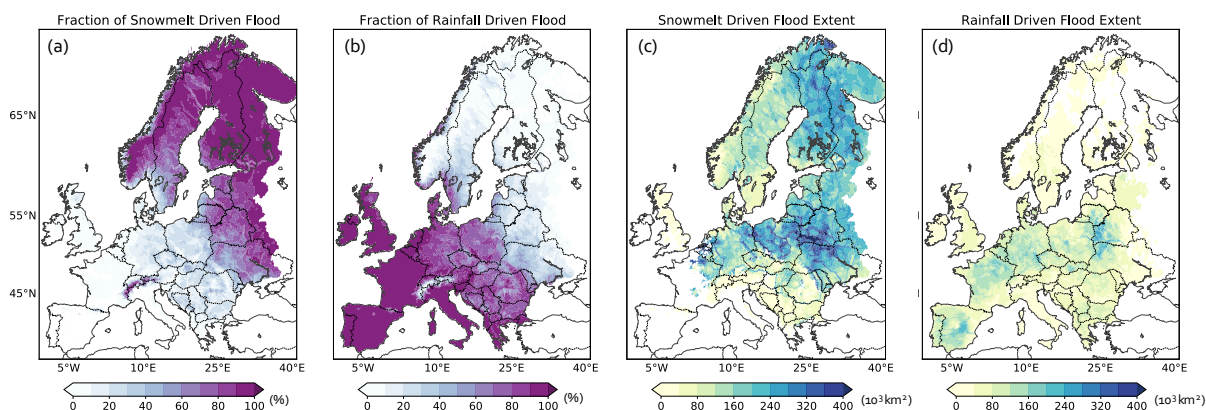 Fraction of Snowmelt Driven Flood
Fraction of Rainfall Driven Flood
Snowmelt Driven Flood Extent
Rainfall Driven Flood Extent
(a)
(b)
(c)
(d)
65°N
55°N
45°N
5°W 10°E 25°E 40°E
5°W 10°E 25°E 40°E
5°W 10°E 25°E 40°E
5°W 10°E 25°E 40°E
0 20 40 60 80 100 (%)
0 20 40 60 80 100 (%)
0 80 160 240 320 400 (10³km²)
0 80 160 240 320 400 (10³km²)